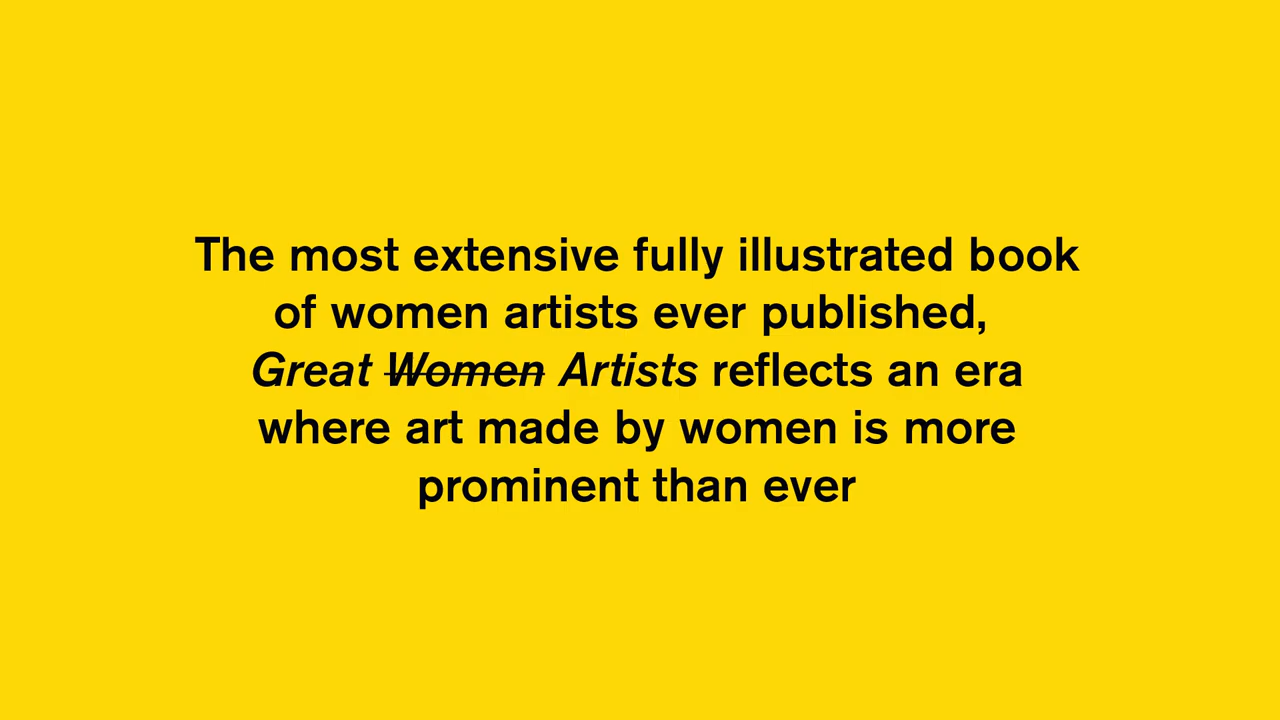 The most extensive fully illustrated book
of women artists ever published,
Great Women Artists reflects an era
where art made by women is more
prominent than ever